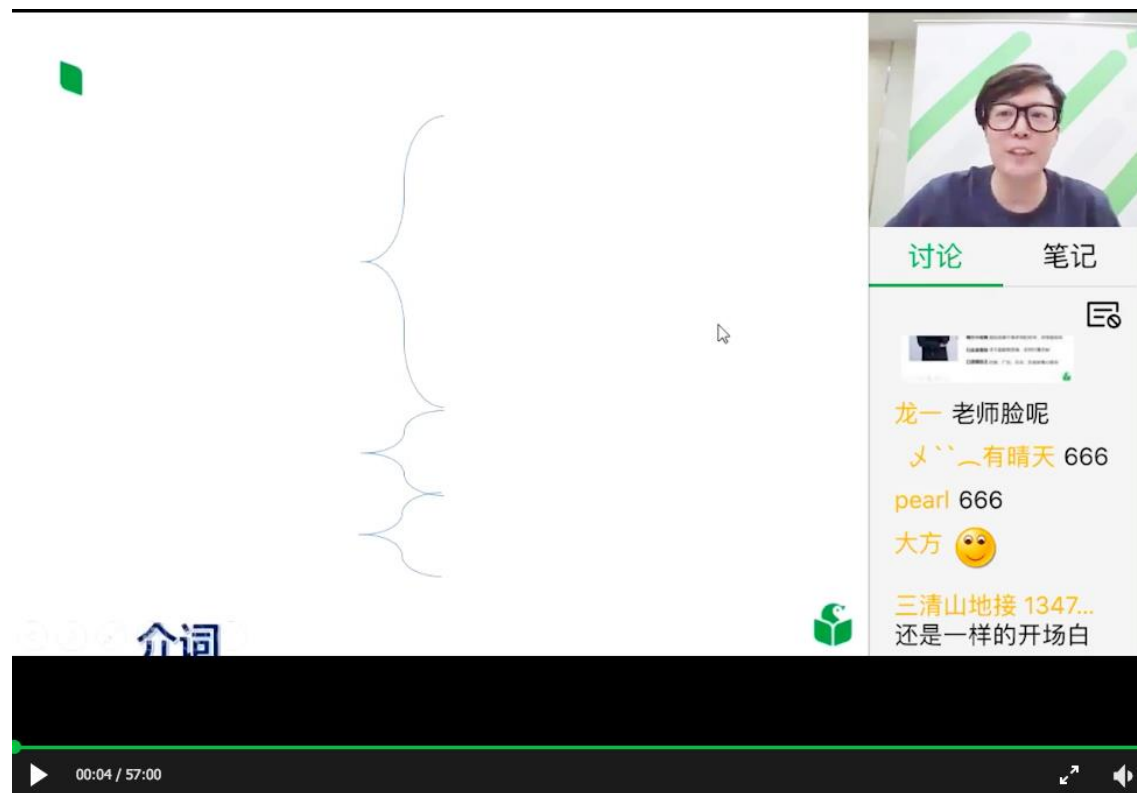 介词
讨论 笔记
龙一 老师脸呢
乄``︵有晴天 666
pearl 666
大方
三清山地接 1347...
还是一样的开场白
00:04 / 57:00